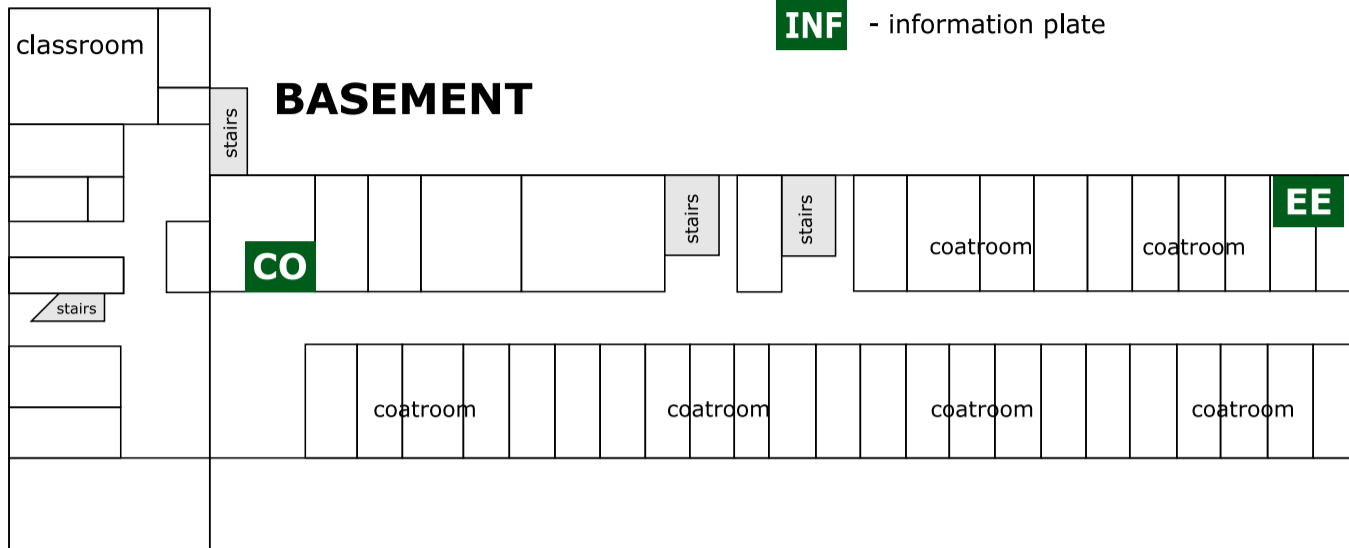 INF - information plate
classroom
BASEMENT
stairs
stairs
stairs
EE
coatroom
coatroom
CO
stairs
coatroom
coatroom
coatroom
coatroom